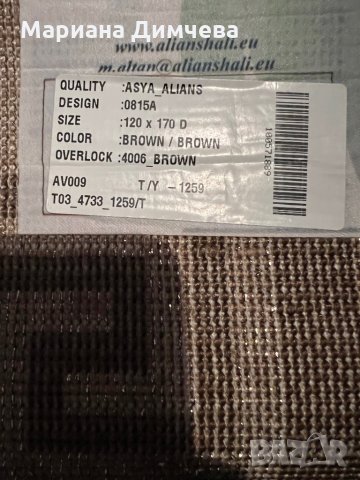 Мариана Димчева
www.alianshali.eu
m.altan@alianshali.eu
QUALITY :ASYA_ALIANS
DESIGN :0815A
SIZE :120 x 170 D
COLOR :BROWN / BROWN
OVERLOCK :4006_BROWN
AV009 T/Y - 1259
T03_4733_1259/T
BAZAR